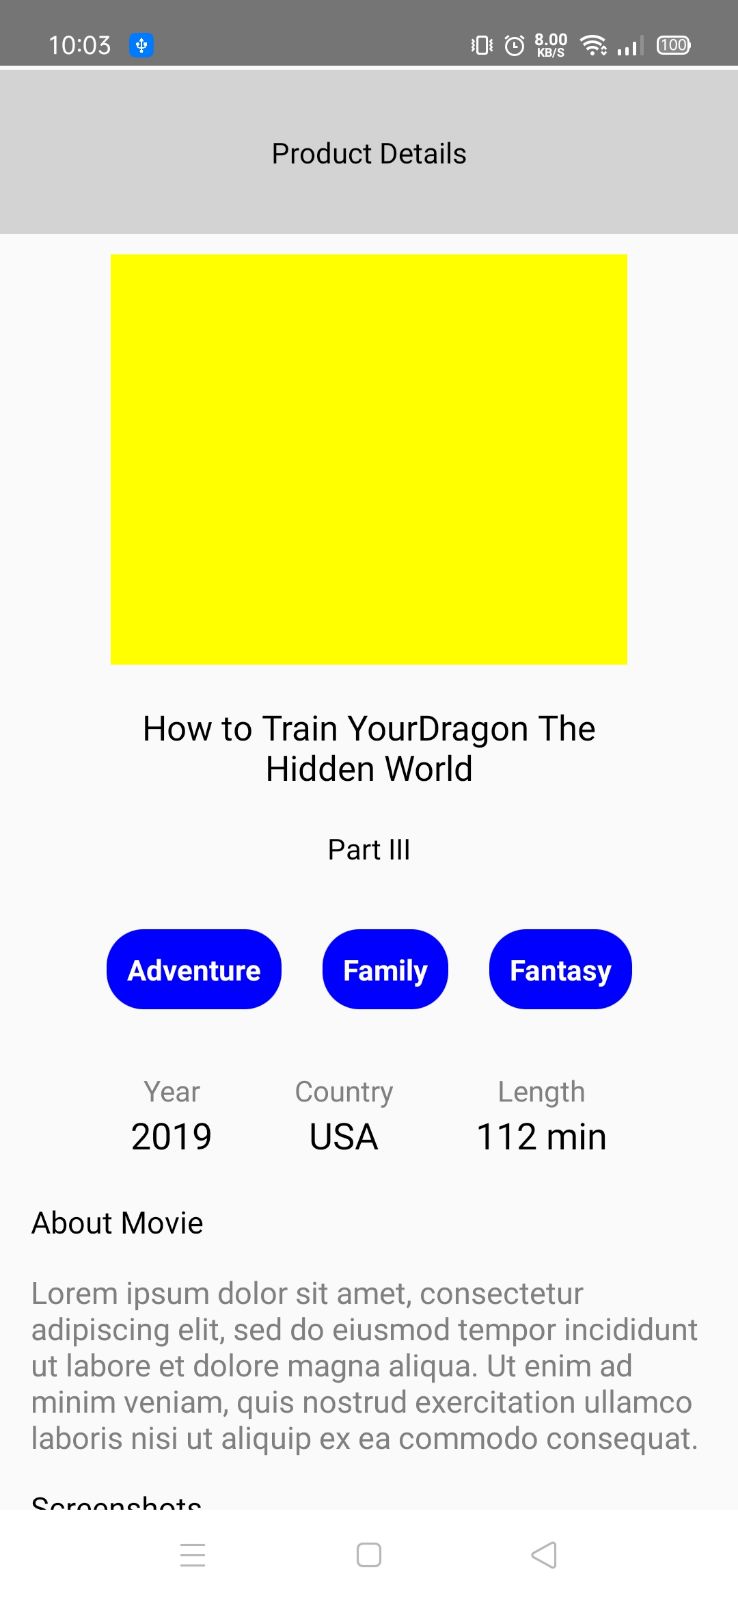 10:03
8.00
KB/S
100
Product Details
How to Train YourDragon The
Hidden World
Part III
Adventure Family Fantasy
Year Country Length
2019 USA 112 min
About Movie
Lorem ipsum dolor sit amet, consectetur
adipiscing elit, sed do eiusmod tempor incididunt
ut labore et dolore magna aliqua. Ut enim ad
minim veniam, quis nostrud exercitation ullamco
laboris nisi ut aliquip ex ea commodo consequat.
Screenshots